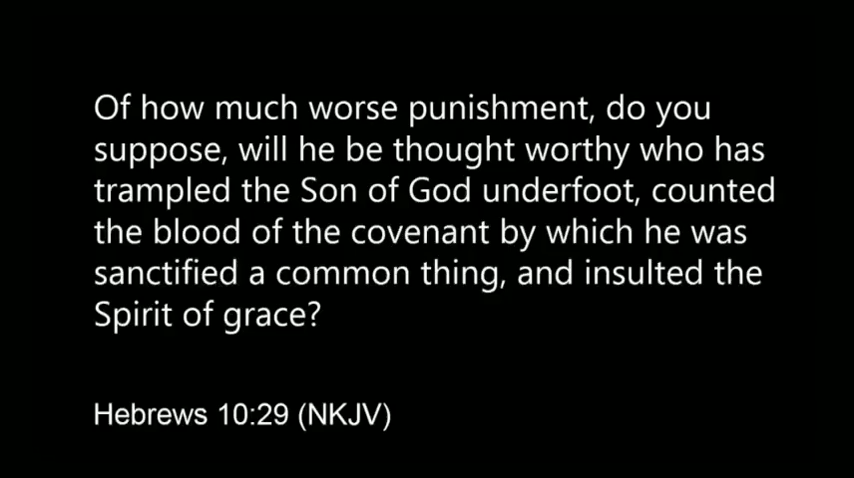 Of how much worse punishment, do you
suppose, will he be thought worthy who has
trampled the Son of God underfoot, counted
the blood of the covenant by which he was
sanctified a common thing, and insulted the
Spirit of grace?
Hebrews 10:29 (NKJV)